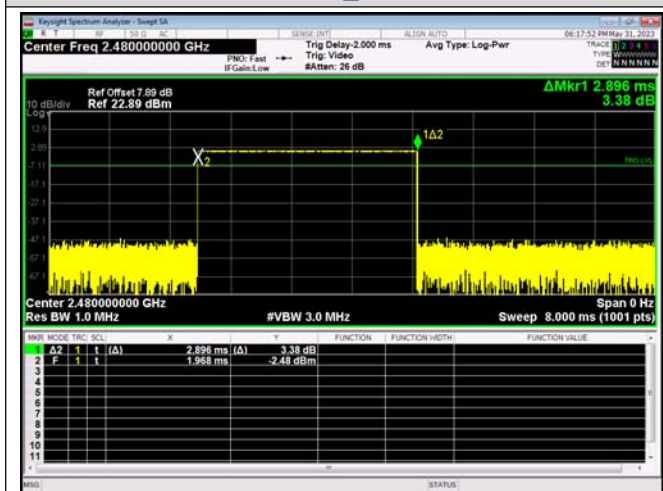 Keysight Spectrum Analyzer - Swept SA
R T RF 50 Ω AC SENSE:INT ALIGN AUTO 06:17:52 PM May 31, 2023
Center Freq 2.480000000 GHz Trig Delay-2.000 ms Avg Type: Log-Pwr TRACE 1 2 3 4 5 6
PNO: Fast Trig: Video TYPE WWWWWW
IFGain:Low #Atten: 26 dB DET N N N N N N
Ref Offset 7.89 dB ΔMkr1 2.896 ms
10 dB/div Ref 22.89 dBm 3.38 dB
Log
12.9
1Δ2
2.89
X2
-7.11 TRIG LVL
-17.1
-27.1
-37.1
-47.1
-57.1
-67.1
Center 2.480000000 GHz Span 0 Hz
Res BW 1.0 MHz #VBW 3.0 MHz Sweep 8.000 ms (1001 pts)
MKR MODE TRC SCL X Y FUNCTION FUNCTION WIDTH FUNCTION VALUE
1 Δ2 1 t (Δ) 2.896 ms (Δ) 3.38 dB
2 F 1 t 1.968 ms -2.48 dBm
3
4
5
6
7
8
9
10
11
MSG STATUS